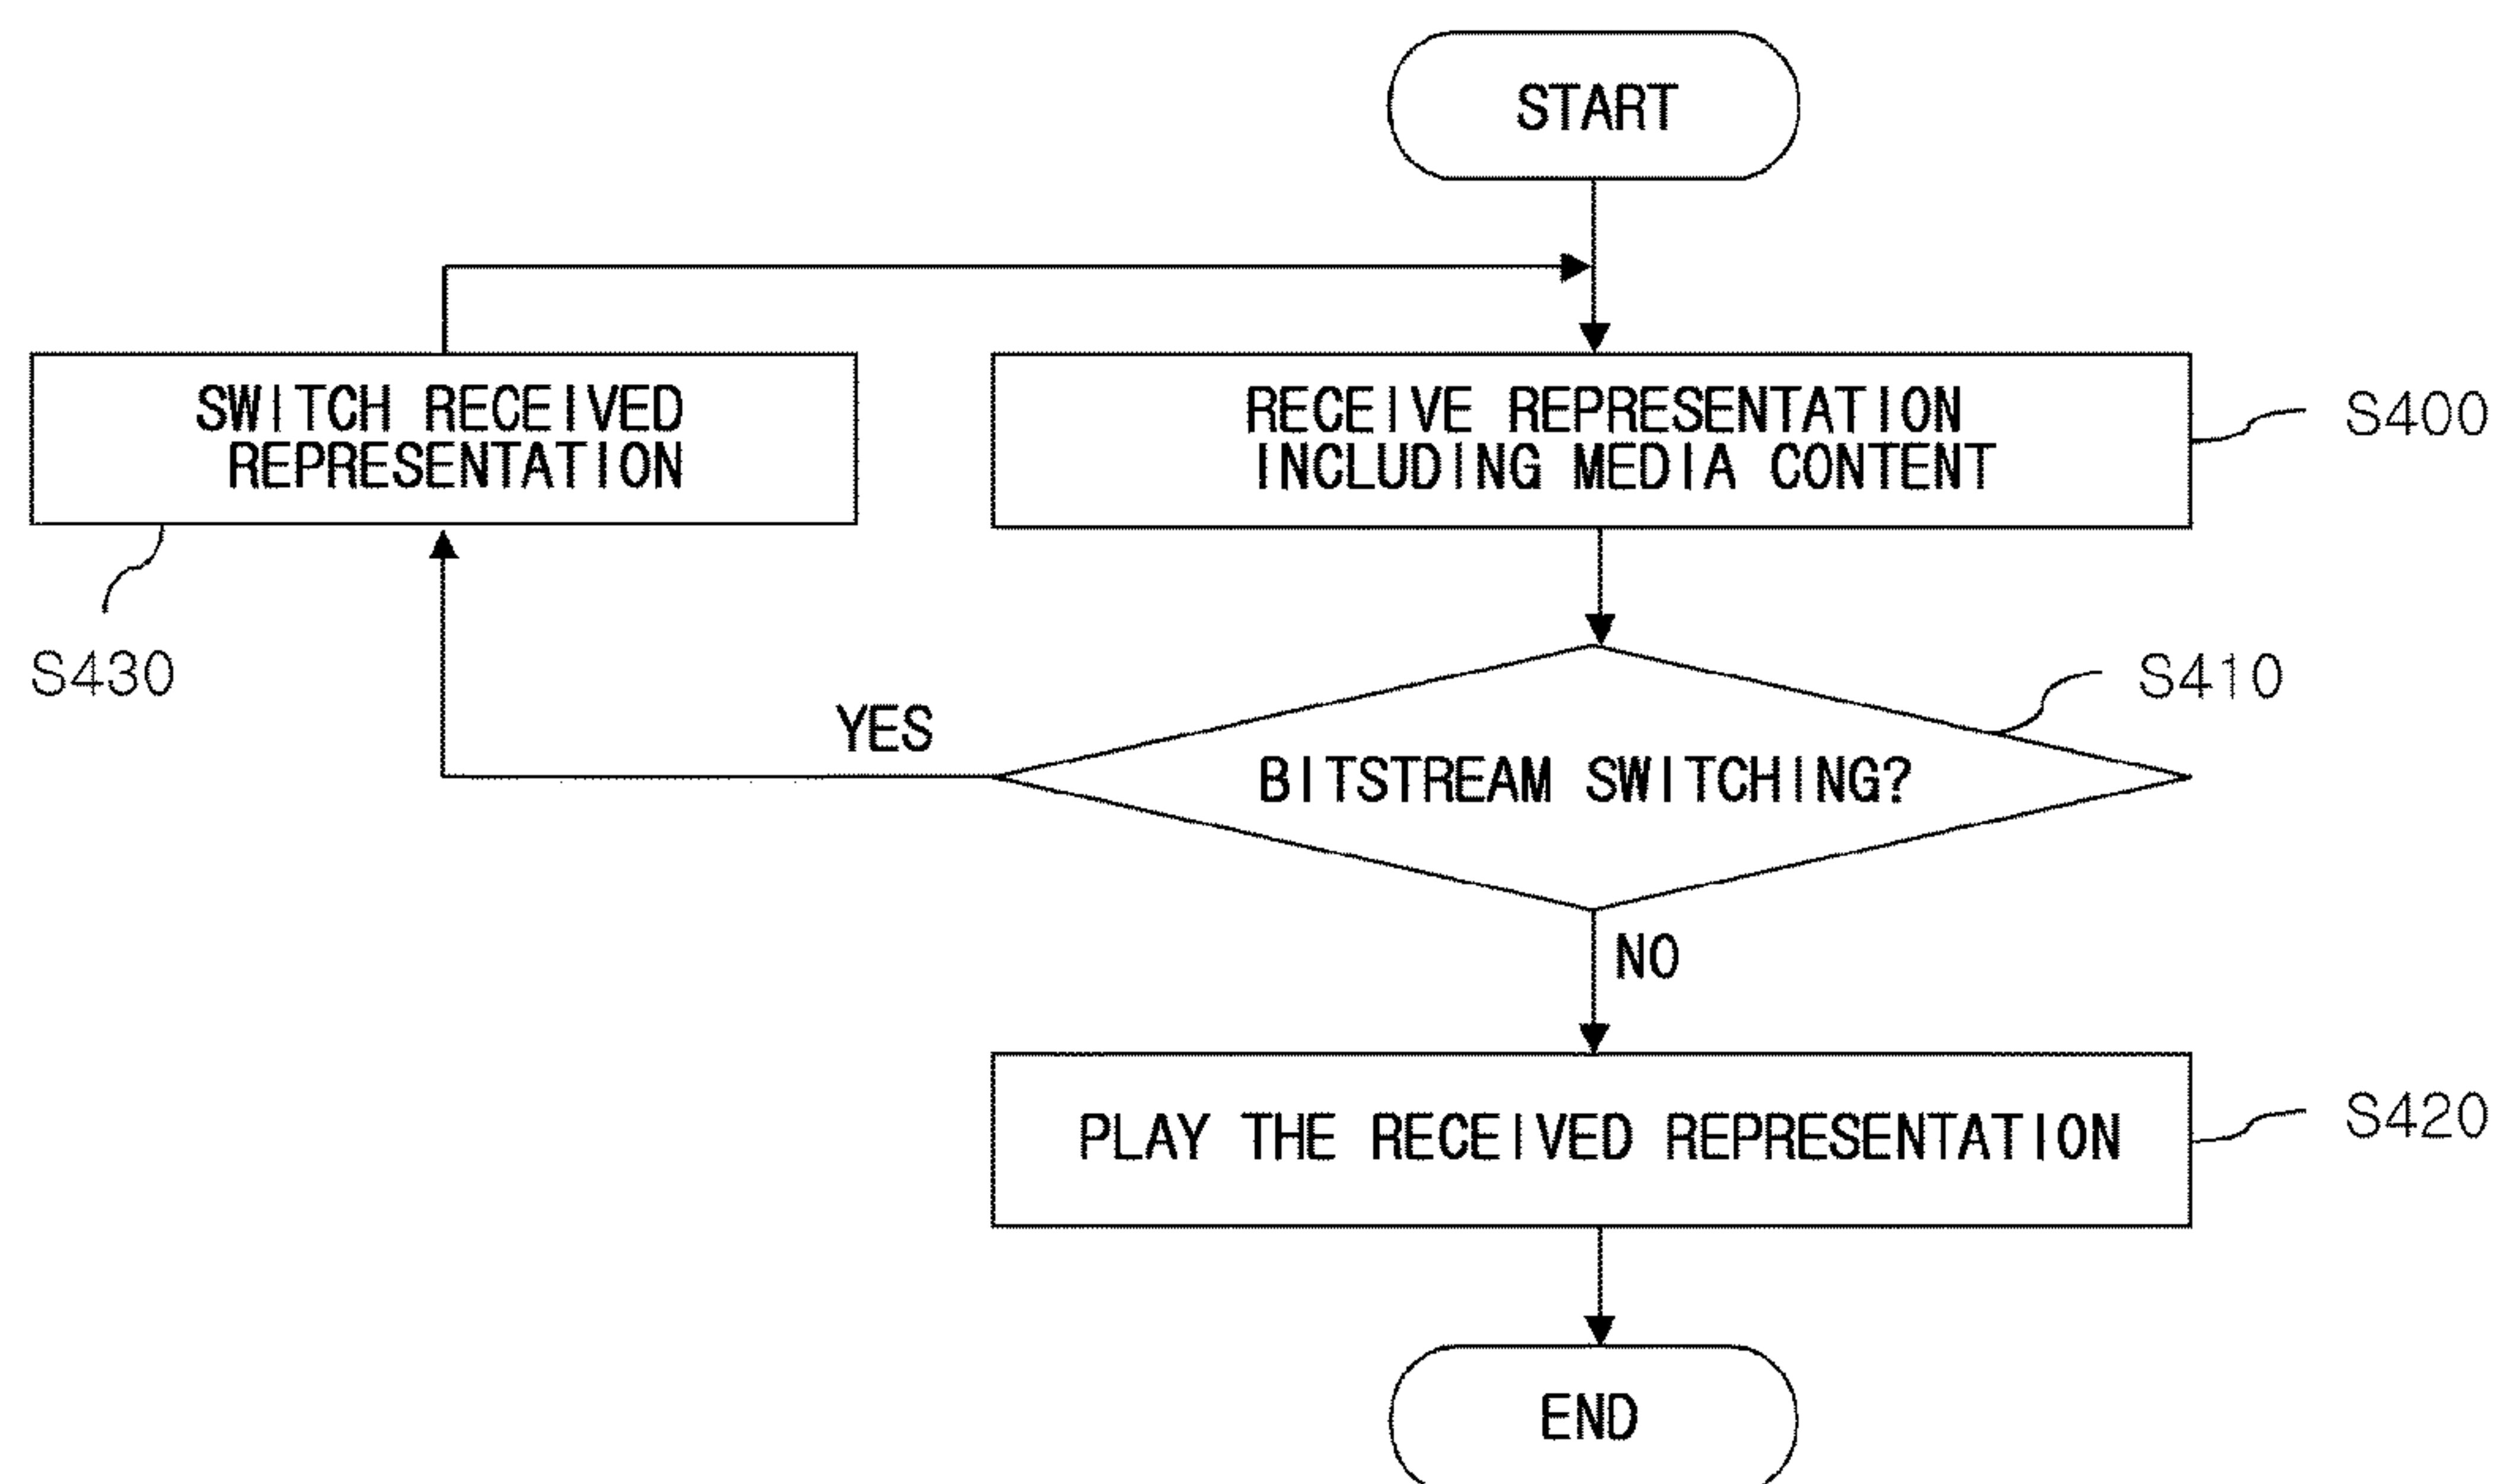 START
SWITCH RECEIVED
REPRESENTATION
RECEIVE REPRESENTATION
INCLUDING MEDIA CONTENT
S400
S430
S410
YES
BITSTREAM SWITCHING?
NO
PLAY THE RECEIVED REPRESENTATION
S420
END